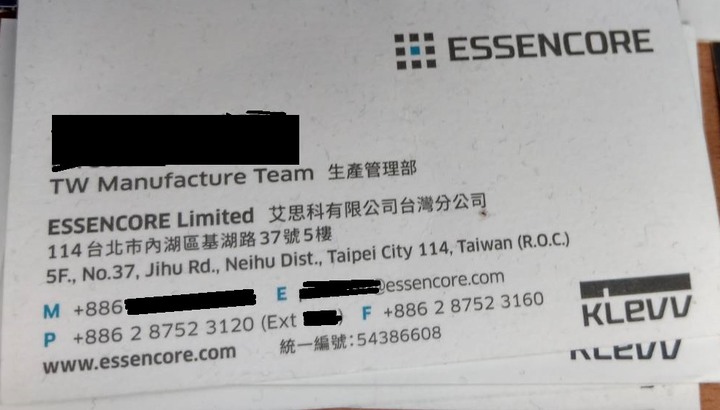 ESSENCORE
TW Manufacture Team 生產管理部
ESSENCORE Limited 艾思科有限公司台灣分公司
114 台北市內湖區基湖路 37號 5樓
5F., No.37, Jihu Rd., Neihu Dist., Taipei City 114, Taiwan (R.O.C.)
M +886 E @essencore.com
P +886 2 8752 3120 (Ext ) F +886 2 8752 3160
www.essencore.com 統一編號:54386608
KLEVV
KLEVV